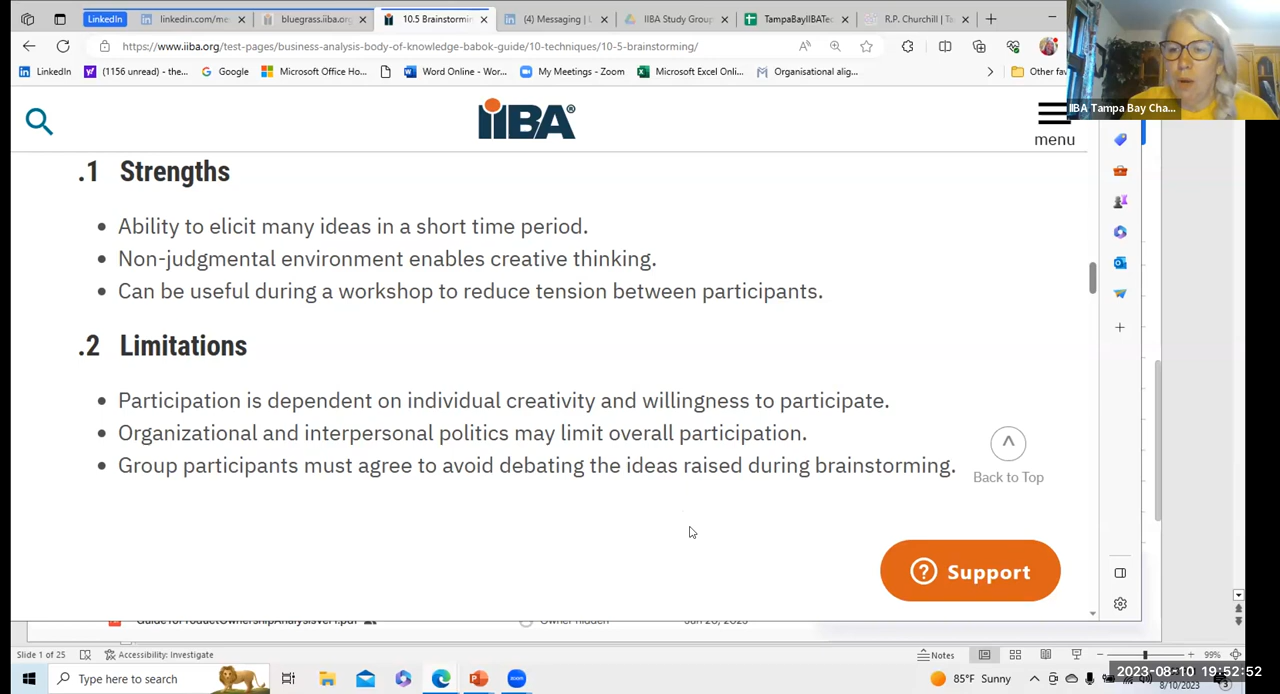 LinkedIn
linkedin.com/me
bluegrass.iiba.org
10.5 Brainstormin
(4) Messaging | L
IIBA Study Group
TampaBayIIBATec
R.P. Churchill | Ta
https://www.iiba.org/test-pages/business-analysis-body-of-knowledge-babok-guide/10-techniques/10-5-brainstorming/
LinkedIn
(1156 unread) - the...
Google
Microsoft Office Ho...
Word Online - Wor...
My Meetings - Zoom
Microsoft Excel Onli...
Organisational alig...
Other fav
IIBA Tampa Bay Cha...
iiBA®
menu
.1 Strengths
• Ability to elicit many ideas in a short time period.
• Non-judgmental environment enables creative thinking.
• Can be useful during a workshop to reduce tension between participants.
.2 Limitations
• Participation is dependent on individual creativity and willingness to participate.
• Organizational and interpersonal politics may limit overall participation.
• Group participants must agree to avoid debating the ideas raised during brainstorming.
Back to Top
Support
Slide 1 of 25
Accessibility: Investigate
Notes
99%
Type here to search
85°F Sunny
2023-08-10 19:52:52
8/10/2023